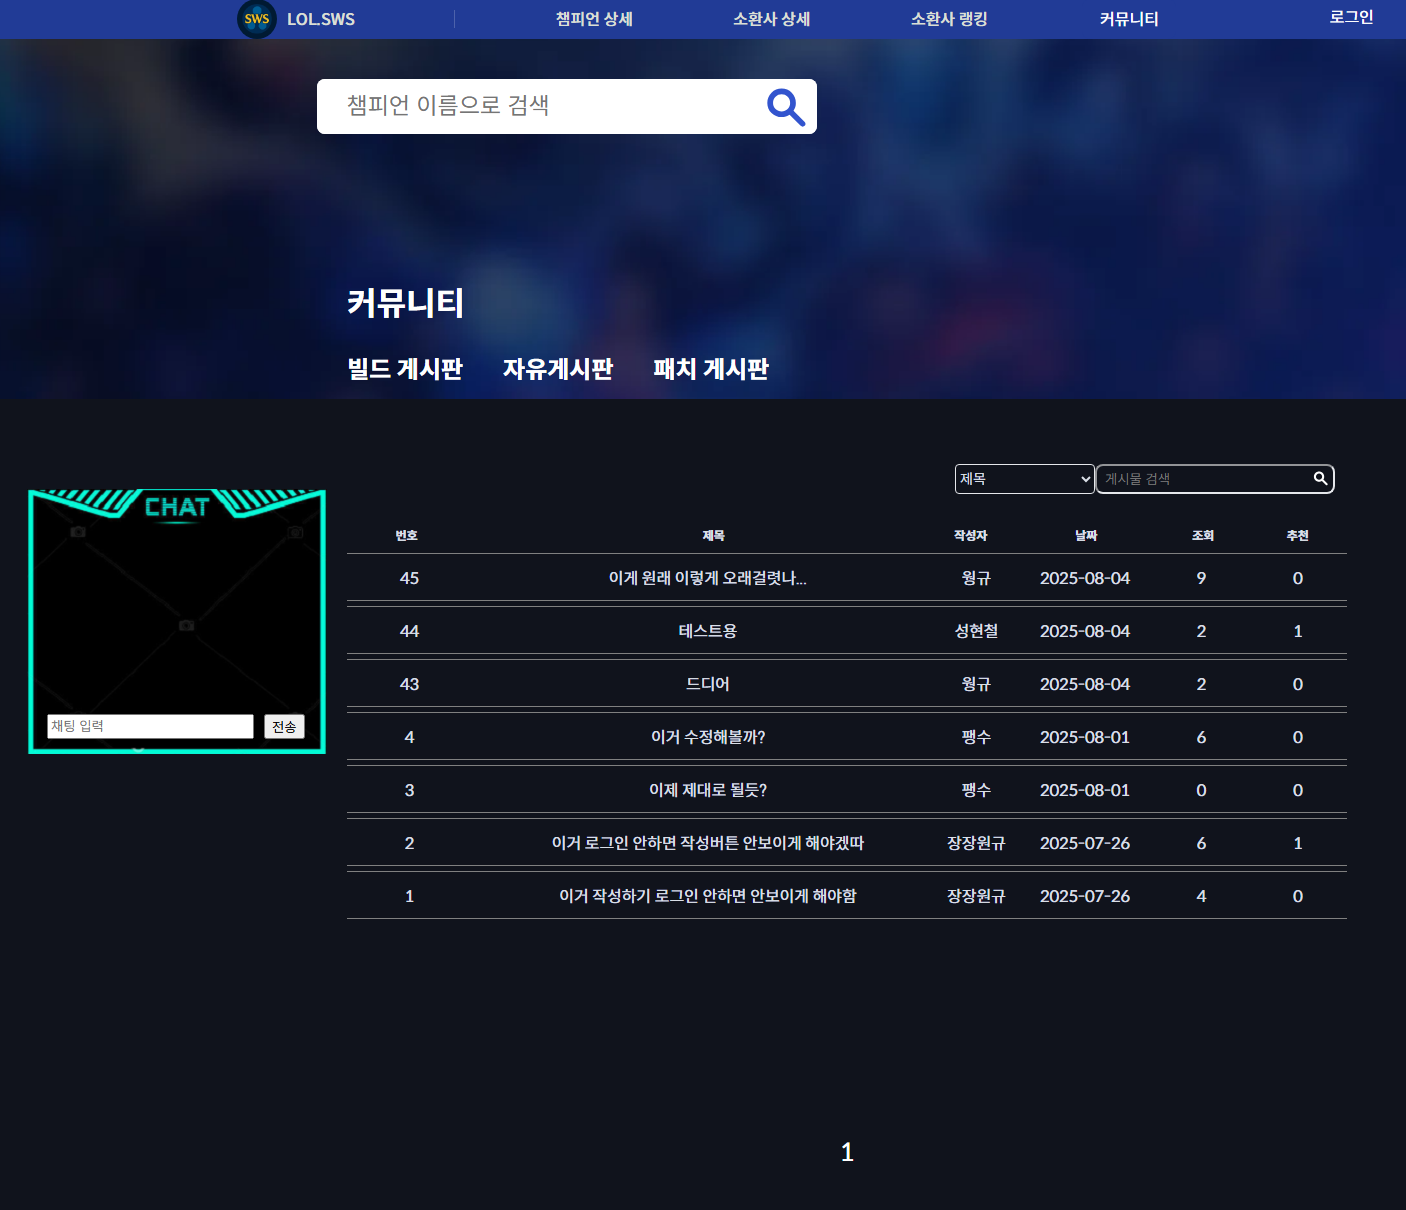 SWS LOL.SWS 챔피언 상세 소환사 상세 소환사 랭킹 커뮤니티 로그인
챔피언 이름으로 검색
커뮤니티
빌드 게시판 자유게시판 패치 게시판
제목 게시물 검색
CHAT
채팅 입력 전송
번호 제목 작성자 날짜 조회 추천
45 이게 원래 이렇게 오래걸렷나... 웡규 2025-08-04 9 0
44 테스트용 성현철 2025-08-04 2 1
43 드디어 웡규 2025-08-04 2 0
4 이거 수정해볼까? 팽수 2025-08-01 6 0
3 이제 제대로 될듯? 팽수 2025-08-01 0 0
2 이거 로그인 안하면 작성버튼 안보이게 해야겠따 장장원규 2025-07-26 6 1
1 이거 작성하기 로그인 안하면 안보이게 해야함 장장원규 2025-07-26 4 0
1